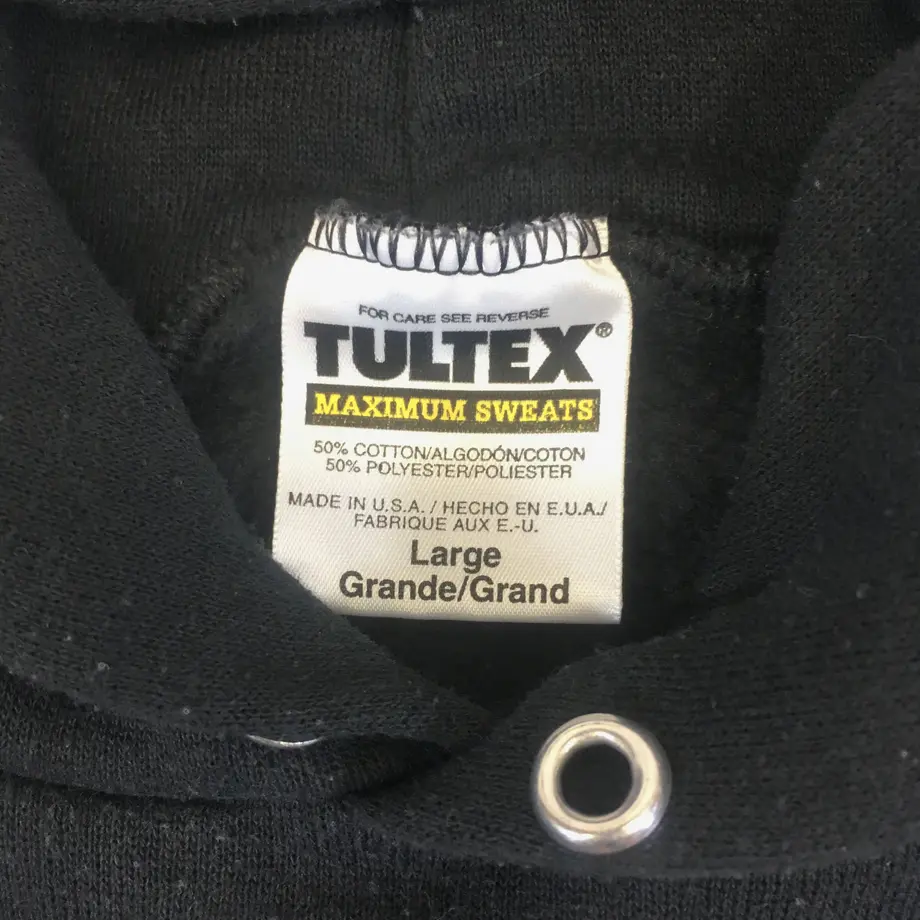 FOR CARE SEE REVERSE
TULTEX®
MAXIMUM SWEATS
50% COTTON/ALGODÓN/COTON
50% POLYESTER/POLIESTER
MADE IN U.S.A. / HECHO EN E.U.A./
FABRIQUE AUX E.-U.
Large
Grande/Grand